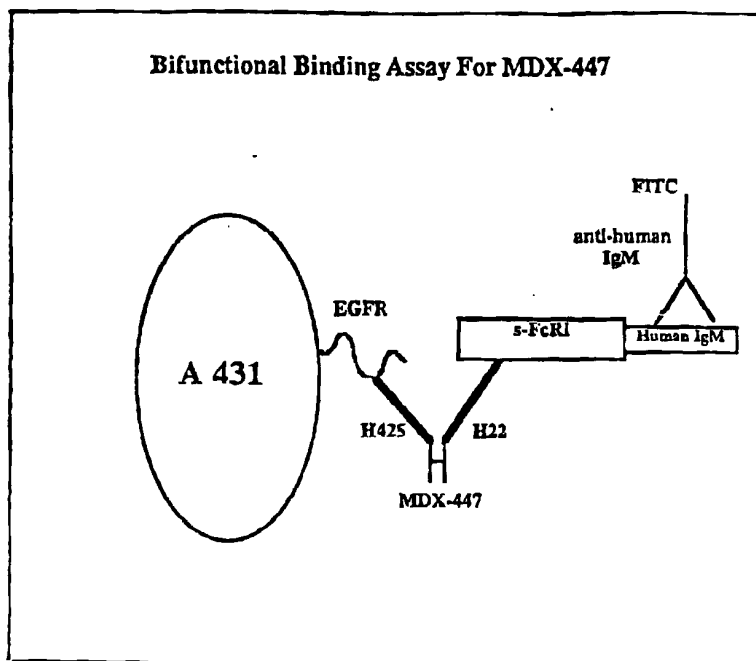 Bifunctional Binding Assay For MDX-447
FITC
anti-human
IgM
EGFR
s-FcRI
Human IgM
A 431
H425
H22
MDX-447